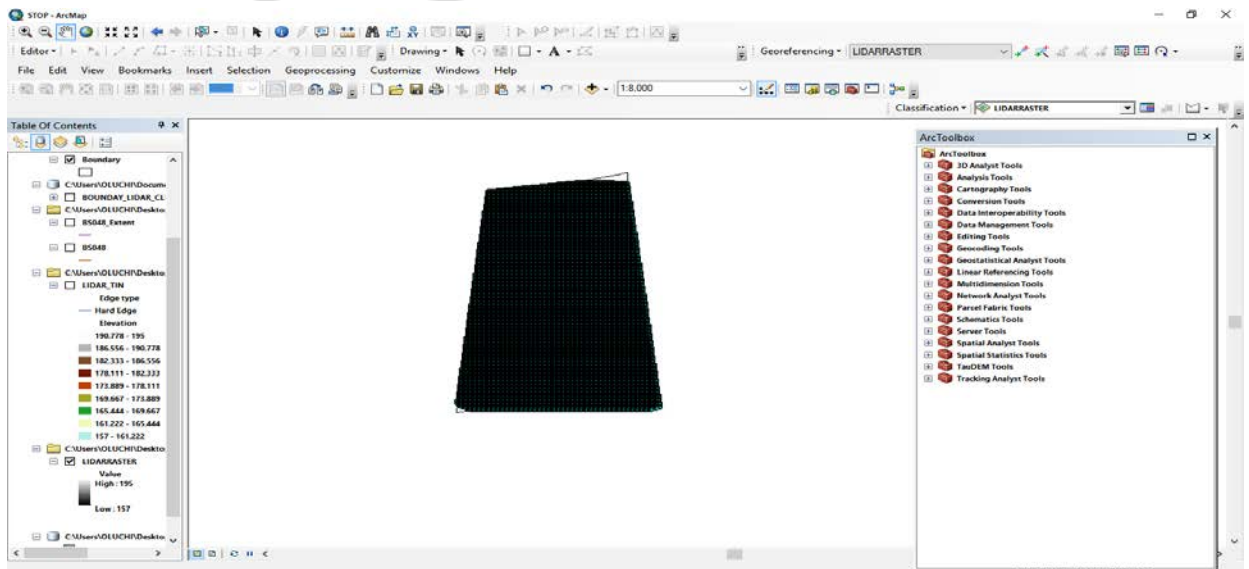 STOP - ArcMap
Editor
Drawing
A
Georeferencing
LIDARRASTER
File Edit View Bookmarks Insert Selection Geoprocessing Customize Windows Help
1:8,000
Classification
LIDARRASTER
Table Of Contents
Boundary
C:\Users\OLUCHI\Docum
BOUNDAY_LIDAR_CL
C:\Users\OLUCHI\Deskto
BS048_Extent
BS048
C:\Users\OLUCHI\Deskto
LIDAR_TIN
Edge type
Hard Edge
Elevation
190.778 - 195
186.556 - 190.778
182.333 - 186.556
178.111 - 182.333
173.889 - 178.111
169.667 - 173.889
165.444 - 169.667
161.222 - 165.444
157 - 161.222
C:\Users\OLUCHI\Deskto
LIDARRASTER
Value
High : 195
Low : 157
C:\Users\OLUCHI\Deskto
ArcToolbox
ArcToolbox
3D Analyst Tools
Analysis Tools
Cartography Tools
Conversion Tools
Data Interoperability Tools
Data Management Tools
Editing Tools
Geocoding Tools
Geostatistical Analyst Tools
Linear Referencing Tools
Multidimension Tools
Network Analyst Tools
Parcel Fabric Tools
Schematics Tools
Server Tools
Spatial Analyst Tools
Spatial Statistics Tools
TauDEM Tools
Tracking Analyst Tools